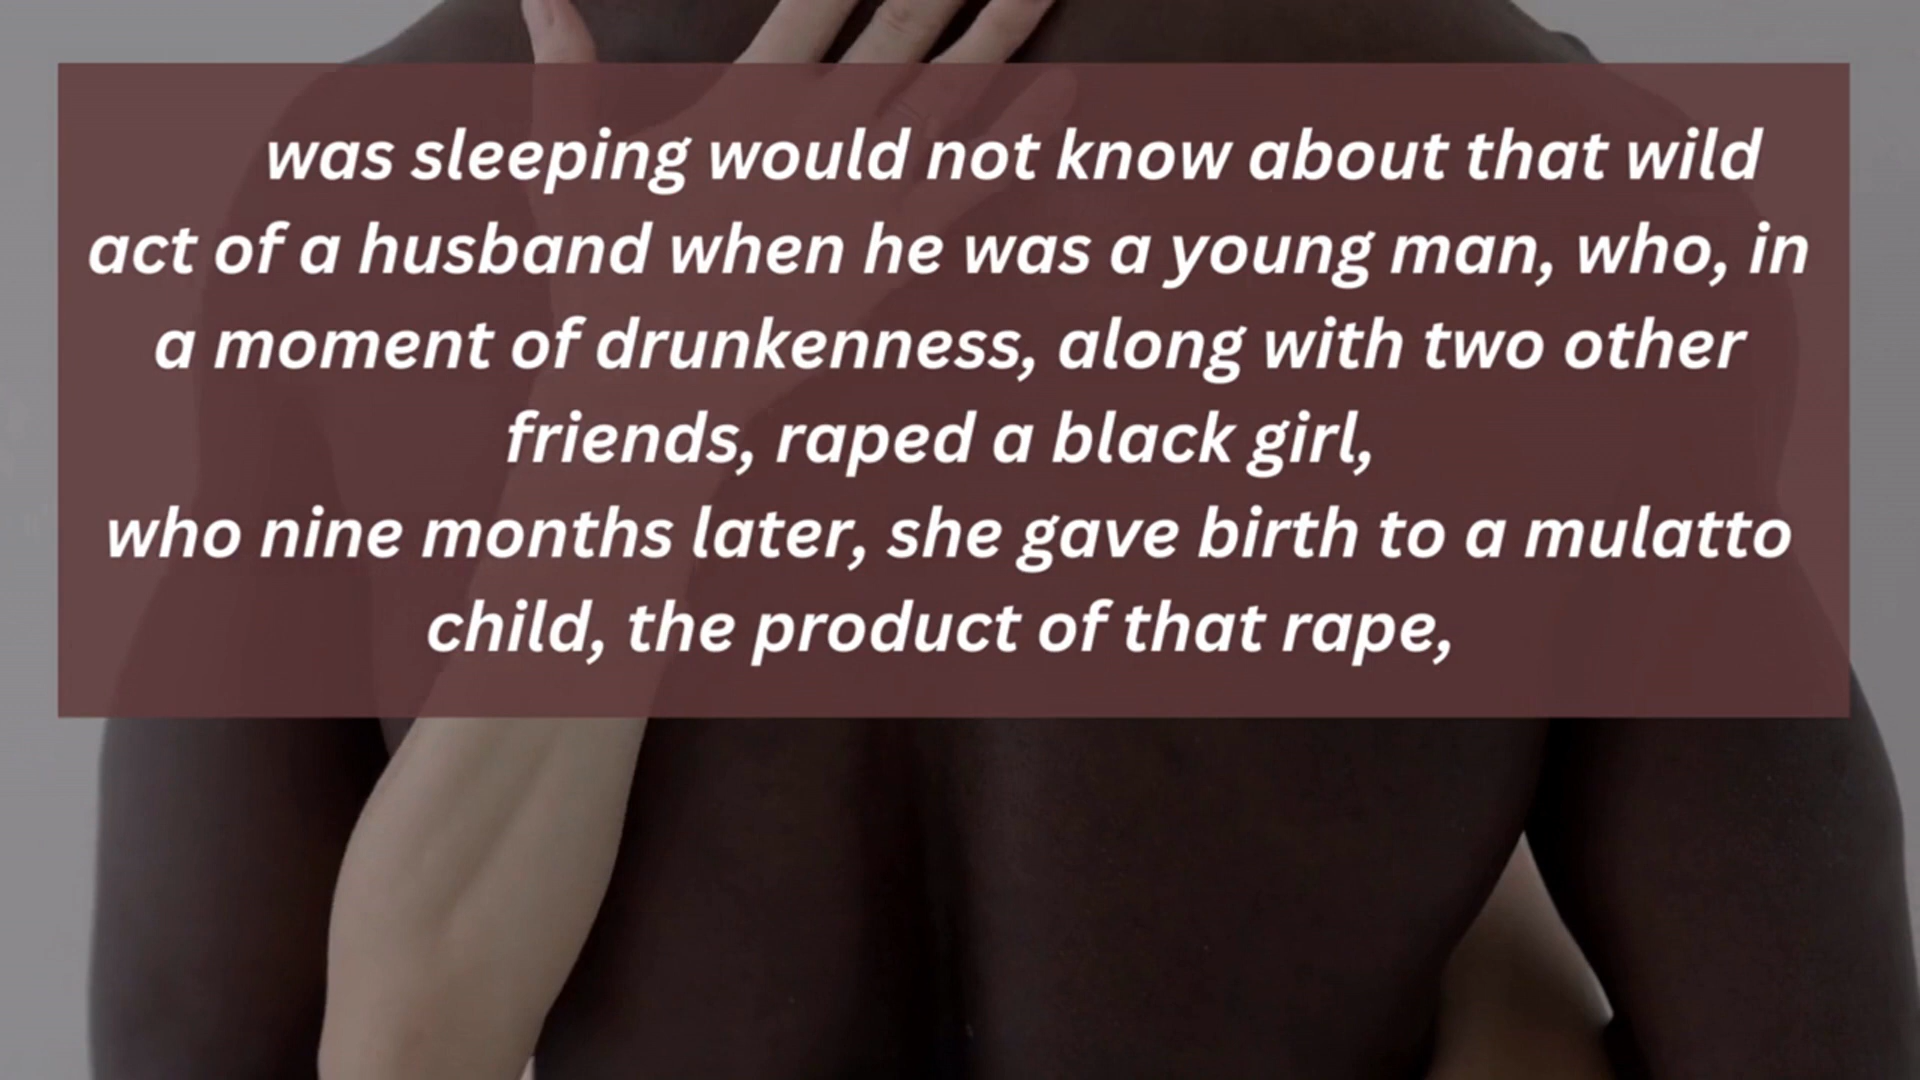 was sleeping would not know about that wild
act of a husband when he was a young man, who, in
a moment of drunkenness, along with two other
friends, raped a black girl,
who nine months later, she gave birth to a mulatto
child, the product of that rape,